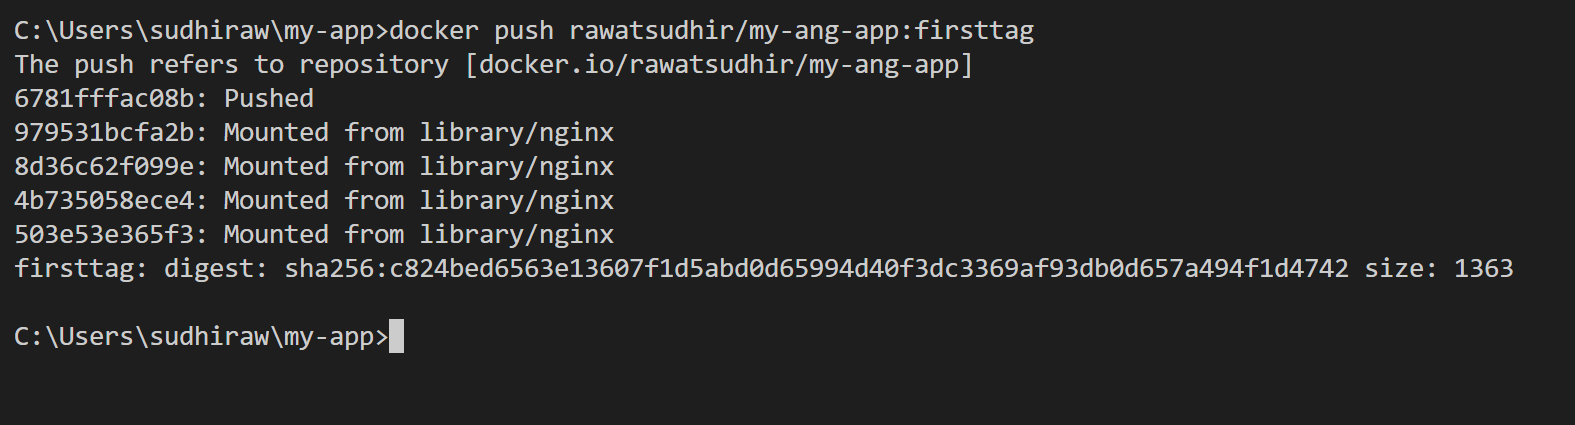 C:\Users\sudhiraw\my-app>docker push rawatsudhir/my-ang-app:firsttag
The push refers to repository [docker.io/rawatsudhir/my-ang-app]
6781fffac08b: Pushed
979531bcfa2b: Mounted from library/nginx
8d36c62f099e: Mounted from library/nginx
4b735058ece4: Mounted from library/nginx
503e53e365f3: Mounted from library/nginx
firsttag: digest: sha256:c824bed6563e13607f1d5abd0d65994d40f3dc3369af93db0d657a494f1d4742 size: 1363
C:\Users\sudhiraw\my-app>